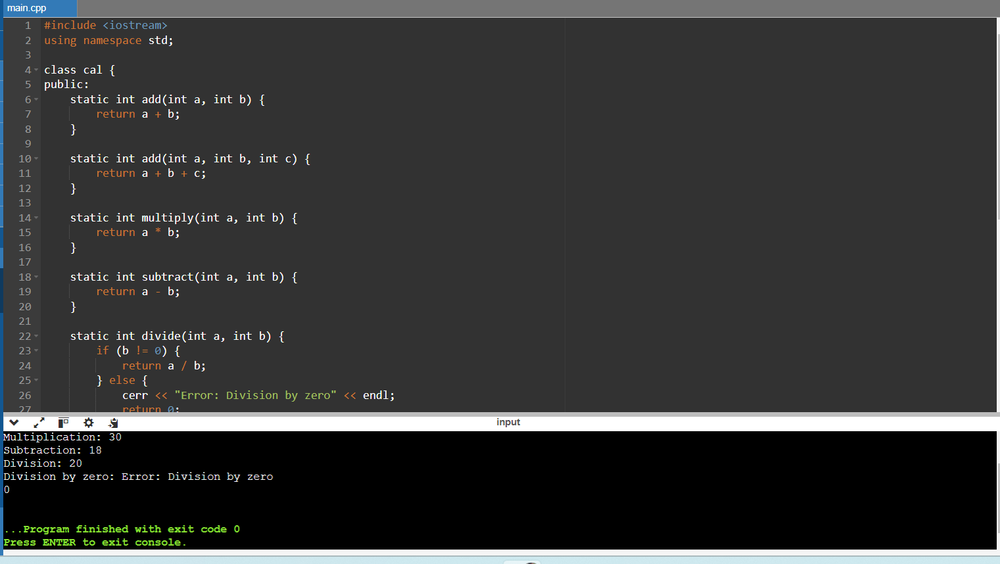 main.cpp
1 #include <iostream>
2 using namespace std;
3
4 class cal {
5 public:
6     static int add(int a, int b) {
7         return a + b;
8     }
9
10     static int add(int a, int b, int c) {
11         return a + b + c;
12     }
13
14     static int multiply(int a, int b) {
15         return a * b;
16     }
17
18     static int subtract(int a, int b) {
19         return a - b;
20     }
21
22     static int divide(int a, int b) {
23         if (b != 0) {
24             return a / b;
25         } else {
26             cerr << "Error: Division by zero" << endl;
27             return 0;
input
Multiplication: 30
Subtraction: 18
Division: 20
Division by zero: Error: Division by zero
0
...Program finished with exit code 0
Press ENTER to exit console.